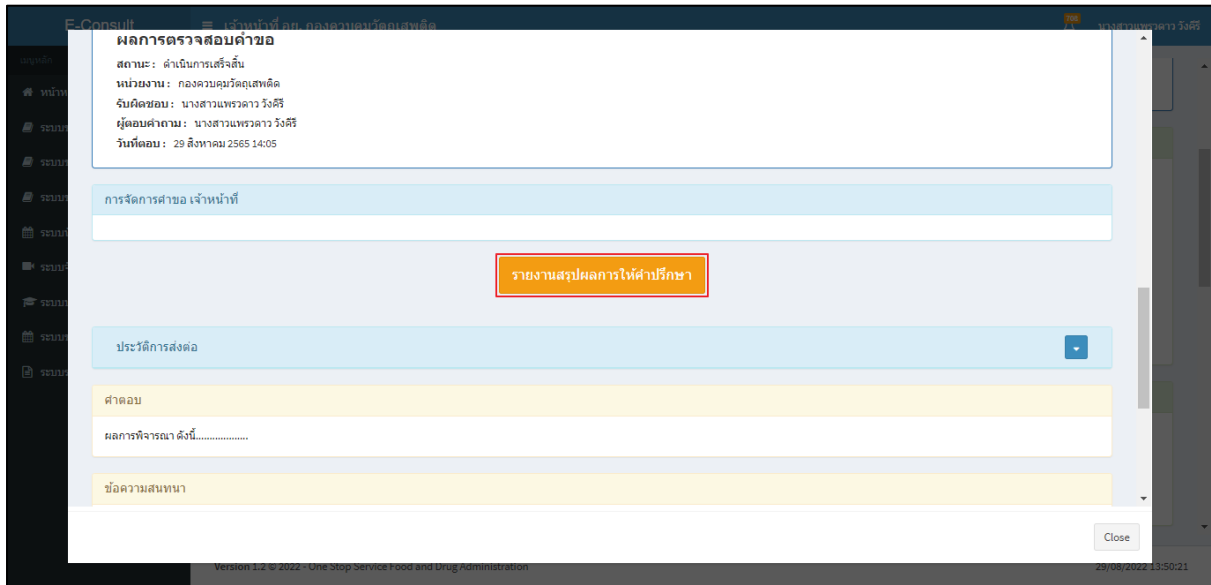 E-Consult
เจ้าหน้าที่ อย. กองควบคุมวัตถุเสพติด
นางสาวแพรวดาว วังคีรี
เมนูหลัก
ผลการตรวจสอบคำขอ
สถานะ : ดำเนินการเสร็จสิ้น
หน่วยงาน : กองควบคุมวัตถุเสพติด
รับผิดชอบ : นางสาวแพรวดาว วังคีรี
ผู้ตอบคำถาม : นางสาวแพรวดาว วังคีรี
วันที่ตอบ : 29 สิงหาคม 2565 14:05
การจัดการคำขอ เจ้าหน้าที่
รายงานสรุปผลการให้คำปรึกษา
ประวัติการส่งต่อ
คำตอบ
ผลการพิจารณา ดังนี้...................
ข้อความสนทนา
Close
Version 1.2 © 2022 - One Stop Service Food and Drug Administration
29/08/2022 13:50:21